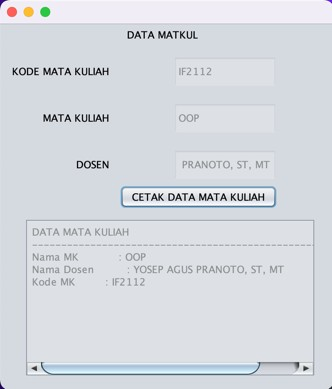 DATA MATKUL
KODE MATA KULIAH IF2112
MATA KULIAH OOP
DOSEN PRANOTO, ST, MT
CETAK DATA MATA KULIAH
DATA MATA KULIAH
========================================
Nama MK : OOP
Nama Dosen : YOSEP AGUS PRANOTO, ST, MT
Kode MK : IF2112